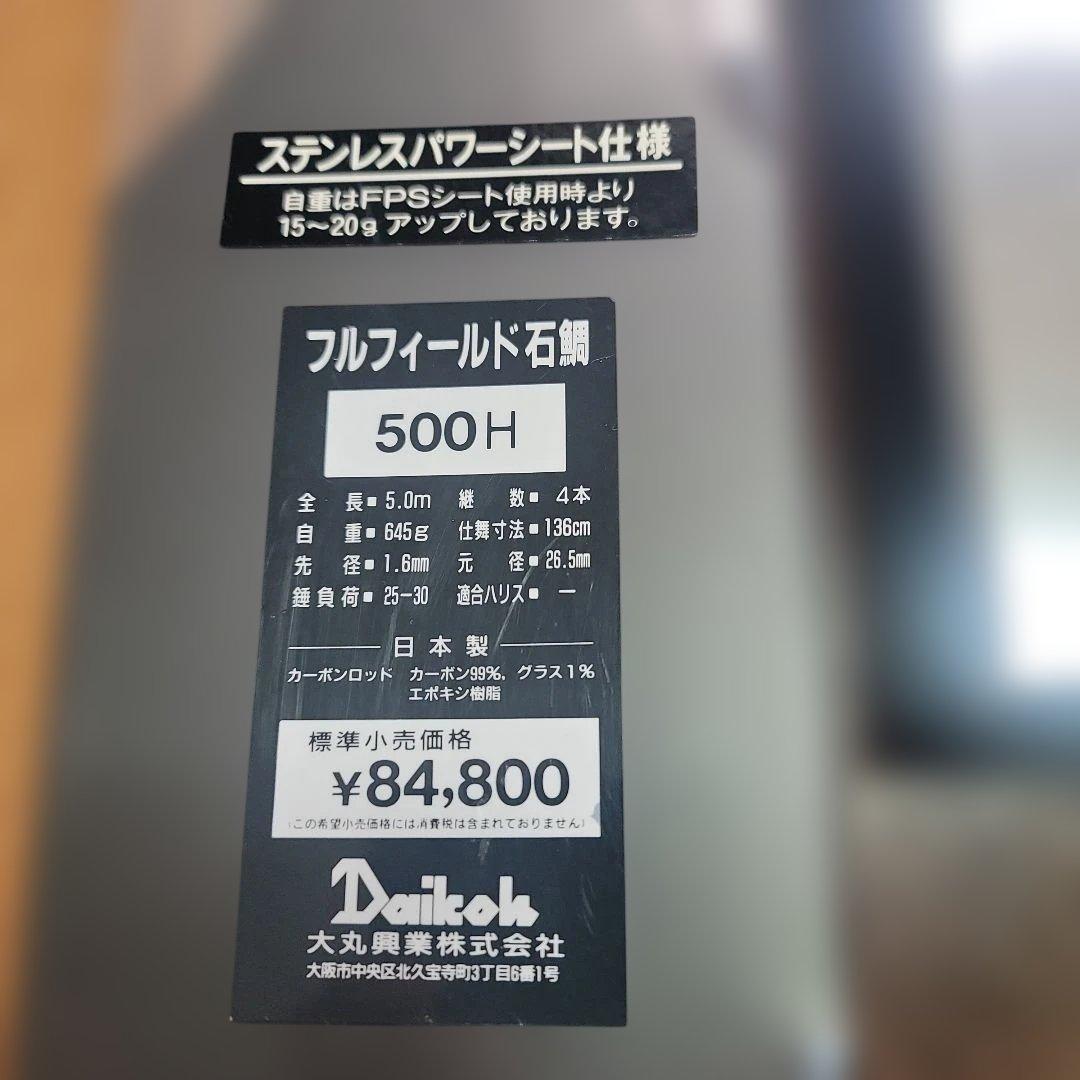 ステンレスパワーシート仕様
自重はFPSシート使用時より
15〜20gアップしております。
フルフィールド石鯛
500H
全長■5.0m 継数■4本
自重■645g 仕舞寸法■136cm
先径■1.6mm 元径■26.5mm
錘負荷■25-30 適合ハリス■ー
日本製
カーボンロッド カーボン99%, グラス1%
エポキシ樹脂
標準小売価格
¥84,800
(この希望小売価格には消費税は含まれておりません)
Daikoh
大丸興業株式会社
大阪市中央区北久宝寺町3丁目6番1号